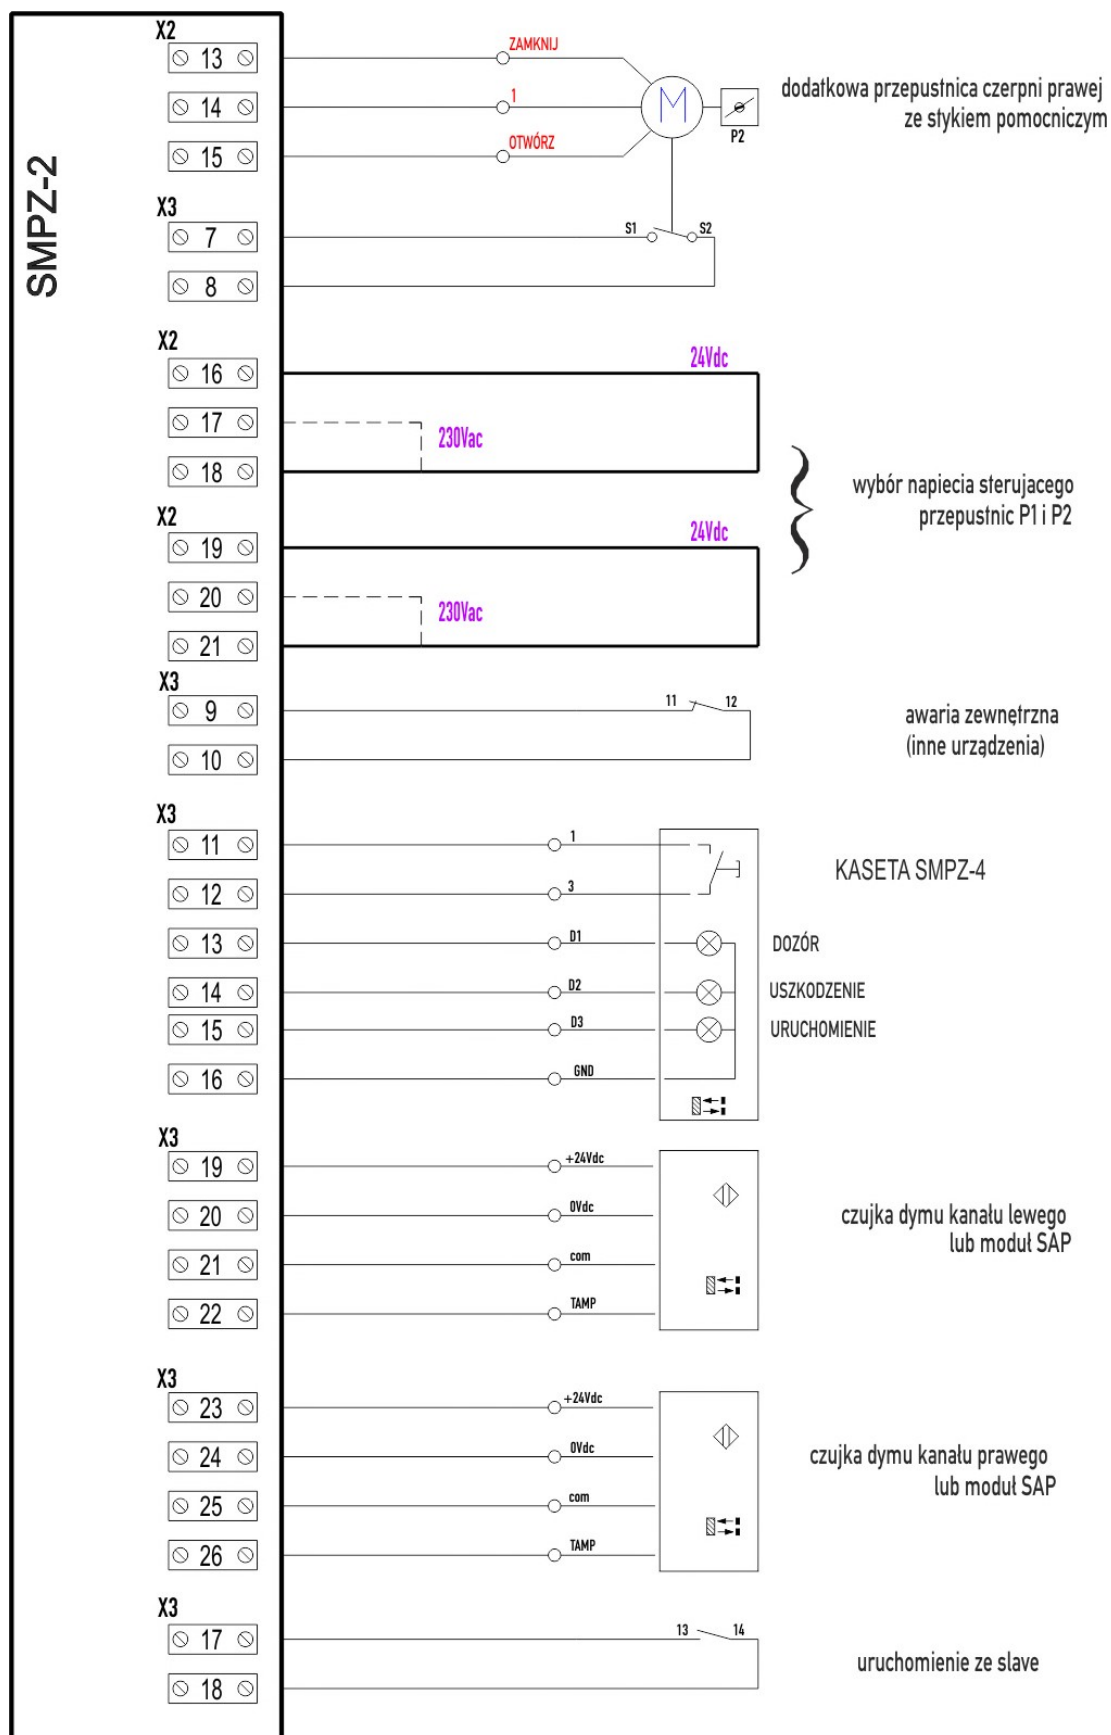 SMPZ-2
X2
13
ZAMKNIJ
14
1
15
OTWÓRZ
M
P2
dodatkowa przepustnica czerpni prawej
ze stykiem pomocniczym
X3
7
S1
S2
8
X2
16
24Vdc
17
230Vac
18
X2
19
24Vdc
20
230Vac
21
wybór napiecia sterujacego
przepustnic P1 i P2
X3
9
11
12
10
awaria zewnętrzna
(inne urządzenia)
X3
11
1
12
3
KASETA SMPZ-4
13
D1
DOZÓR
14
D2
USZKODZENIE
15
D3
URUCHOMIENIE
16
GND
X3
19
+24Vdc
20
0Vdc
21
com
22
TAMP
czujka dymu kanału lewego
lub moduł SAP
X3
23
+24Vdc
24
0Vdc
25
com
26
TAMP
czujka dymu kanału prawego
lub moduł SAP
X3
17
13
14
18
uruchomienie ze slave